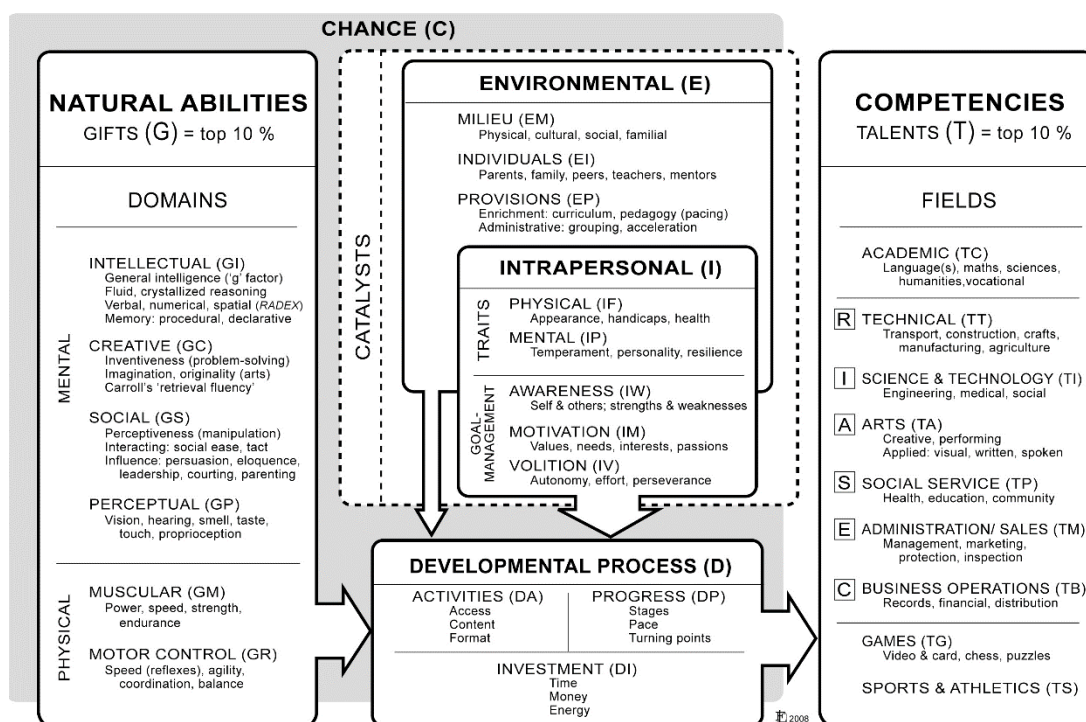 CHANCE (C)
NATURAL ABILITIES
GIFTS (G) = top 10 %
DOMAINS
MENTAL
INTELLECTUAL (GI)
General intelligence (‘g’ factor)
Fluid, crystallized reasoning
Verbal, numerical, spatial (RADEX)
Memory: procedural, declarative
CREATIVE (GC)
Inventiveness (problem-solving)
Imagination, originality (arts)
Carroll's ‘retrieval fluency’
SOCIAL (GS)
Perceptiveness (manipulation)
Interacting: social ease, tact
Influence: persuasion, eloquence,
leadership, courting, parenting
PERCEPTUAL (GP)
Vision, hearing, smell, taste,
touch, proprioception
PHYSICAL
MUSCULAR (GM)
Power, speed, strength,
endurance
MOTOR CONTROL (GR)
Speed (reflexes), agility,
coordination, balance
CATALYSTS
ENVIRONMENTAL (E)
MILIEU (EM)
Physical, cultural, social, familial
INDIVIDUALS (EI)
Parents, family, peers, teachers, mentors
PROVISIONS (EP)
Enrichment: curriculum, pedagogy (pacing)
Administrative: grouping, acceleration
INTRAPERSONAL (I)
TRAITS
PHYSICAL (IF)
Appearance, handicaps, health
MENTAL (IP)
Temperament, personality, resilience
GOAL-
MANAGEMENT
AWARENESS (IW)
Self & others; strengths & weaknesses
MOTIVATION (IM)
Values, needs, interests, passions
VOLITION (IV)
Autonomy, effort, perseverance
DEVELOPMENTAL PROCESS (D)
ACTIVITIES (DA)
Access
Content
Format
PROGRESS (DP)
Stages
Pace
Turning points
INVESTMENT (DI)
Time
Money
Energy
COMPETENCIES
TALENTS (T) = top 10 %
FIELDS
ACADEMIC (TC)
Language(s), maths, sciences,
humanities,vocational
R TECHNICAL (TT)
Transport, construction, crafts,
manufacturing, agriculture
I SCIENCE & TECHNOLOGY (TI)
Engineering, medical, social
A ARTS (TA)
Creative, performing
Applied: visual, written, spoken
S SOCIAL SERVICE (TP)
Health, education, community
E ADMINISTRATION/ SALES (TM)
Management, marketing,
protection, inspection
C BUSINESS OPERATIONS (TB)
Records, financial, distribution
GAMES (TG)
Video & card, chess, puzzles
SPORTS & ATHLETICS (TS)
2008